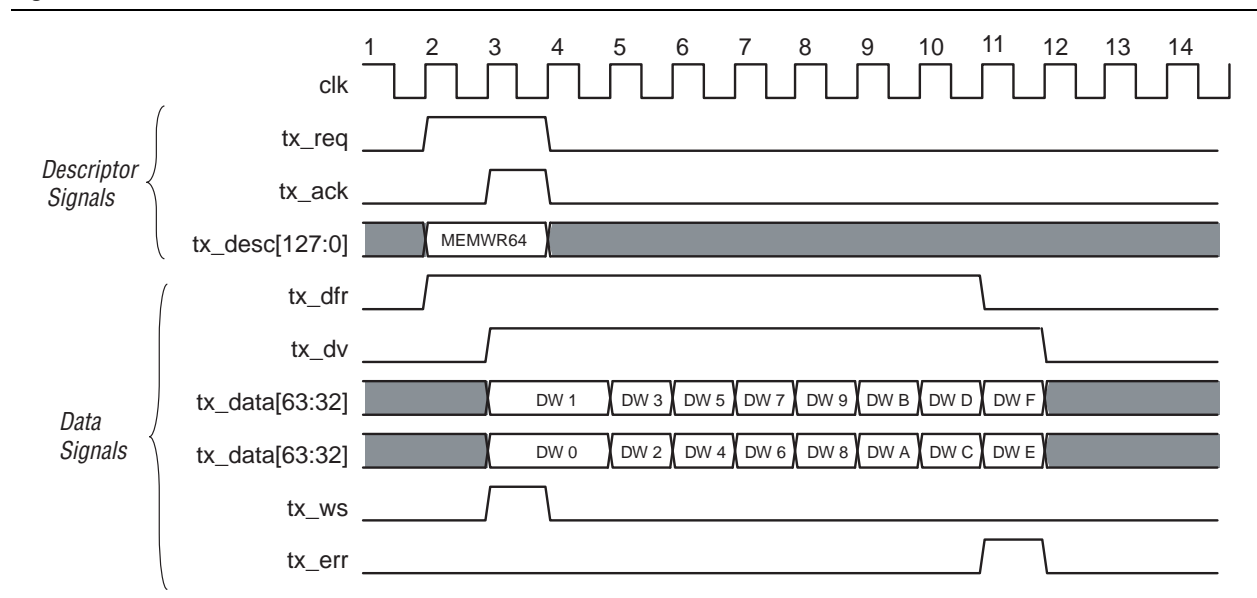 1 2 3 4 5 6 7 8 9 10 11 12 13 14
clk
Descriptor Signals
tx_req
tx_ack
tx_desc[127:0] MEMWR64
Data Signals
tx_dfr
tx_dv
tx_data[63:32] DW 1 DW 3 DW 5 DW 7 DW 9 DW B DW D DW F
tx_data[63:32] DW 0 DW 2 DW 4 DW 6 DW 8 DW A DW C DW E
tx_ws
tx_err